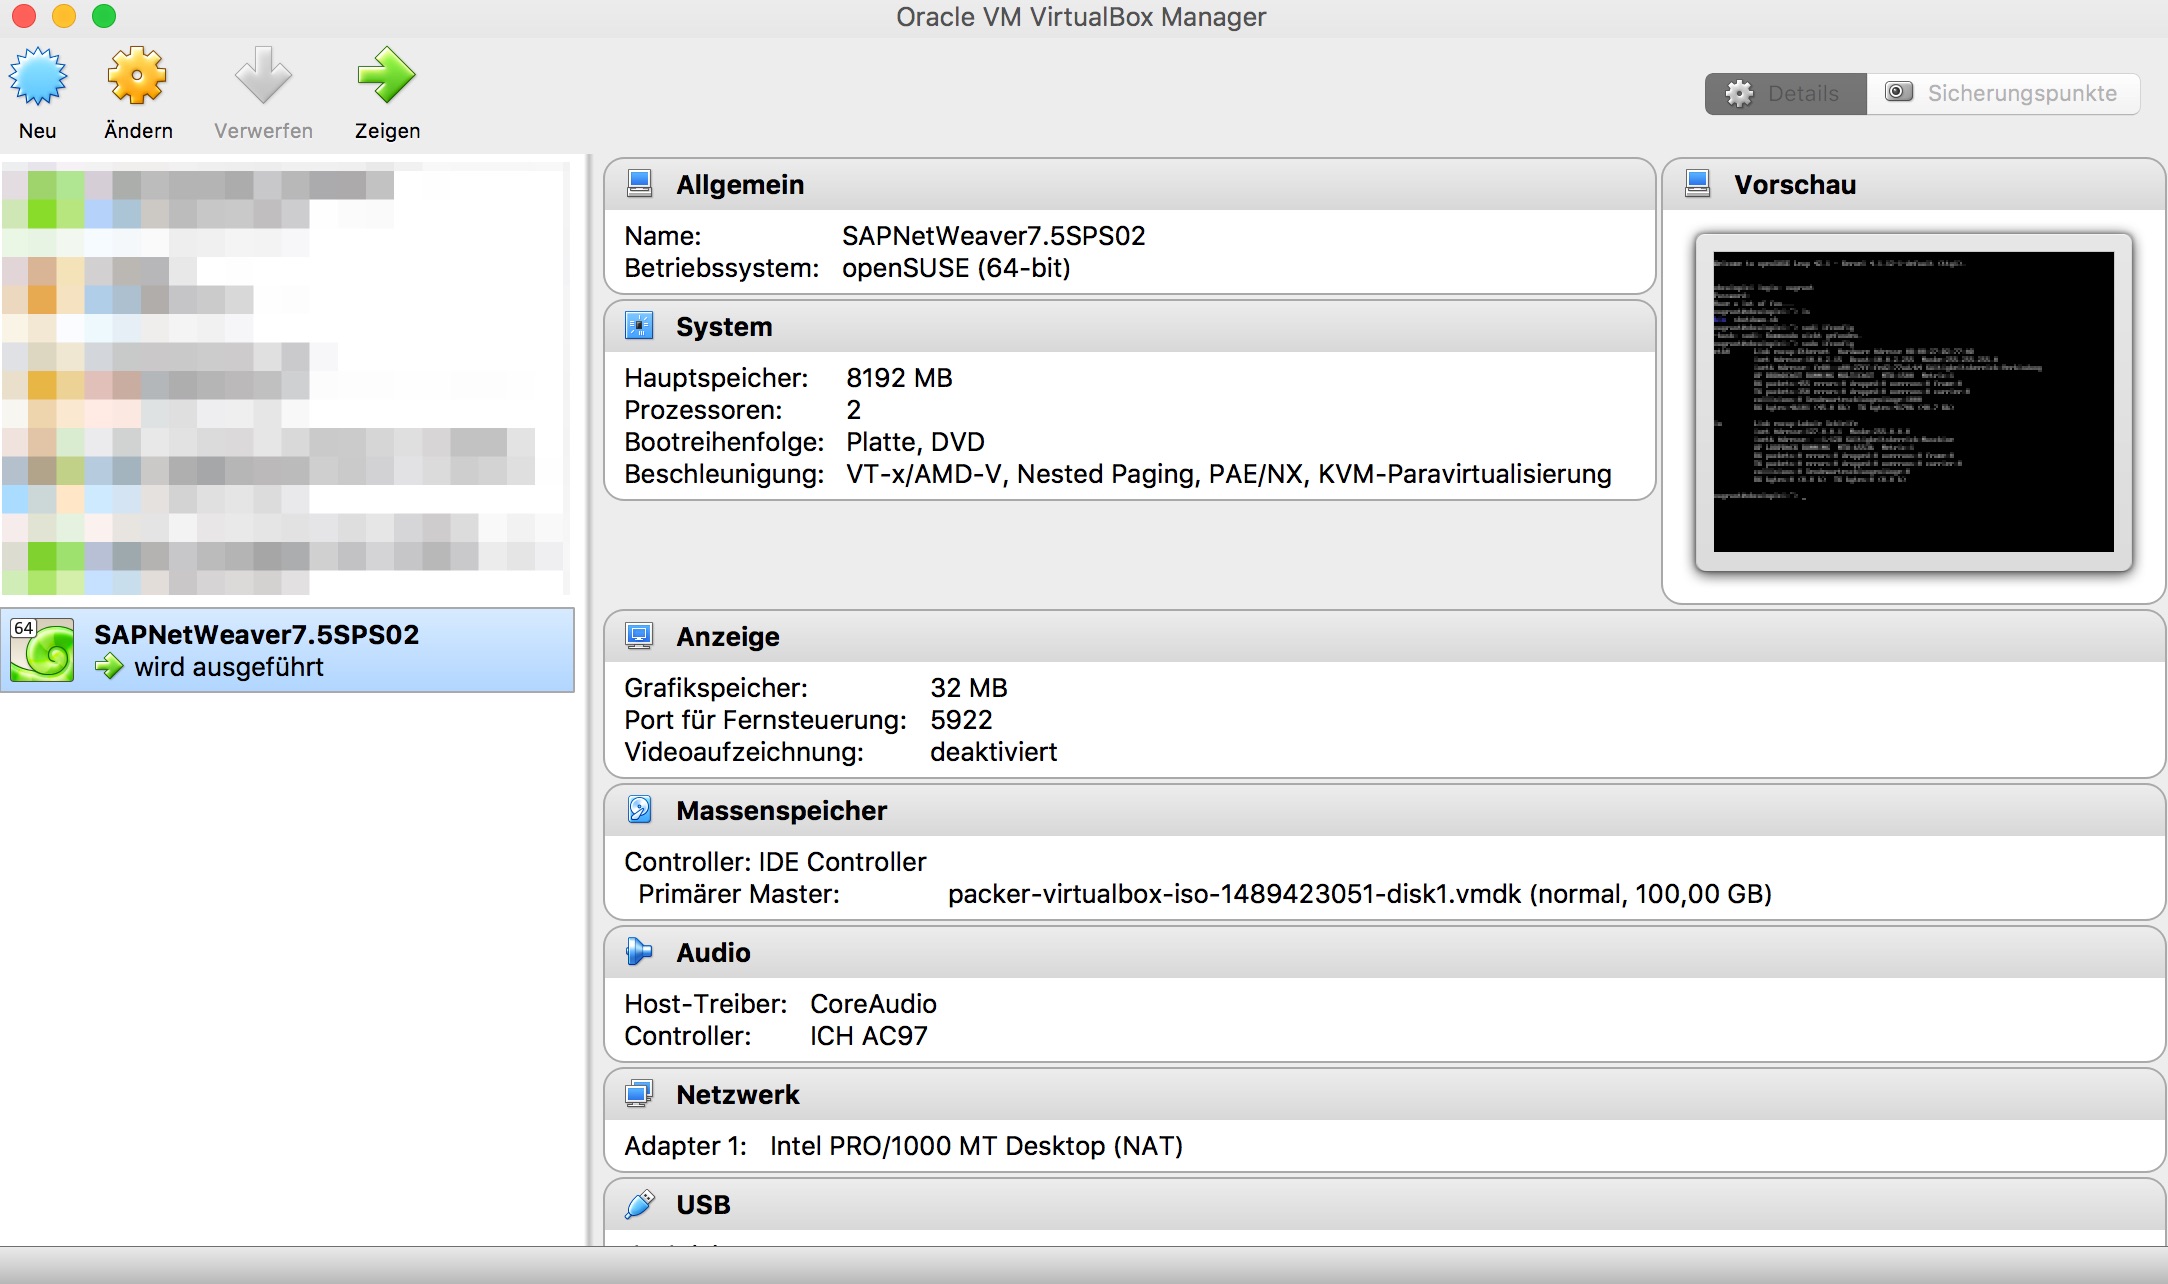 Oracle VM VirtualBox Manager
Neu
Ändern
Verwerfen
Zeigen
Details
Sicherungspunkte
64
SAPNetWeaver7.5SPS02
wird ausgeführt
Allgemein
Name: SAPNetWeaver7.5SPS02
Betriebssystem: openSUSE (64-bit)
System
Hauptspeicher: 8192 MB
Prozessoren: 2
Bootreihenfolge: Platte, DVD
Beschleunigung: VT-x/AMD-V, Nested Paging, PAE/NX, KVM-Paravirtualisierung
Vorschau
Anzeige
Grafikspeicher: 32 MB
Port für Fernsteuerung: 5922
Videoaufzeichnung: deaktiviert
Massenspeicher
Controller: IDE Controller
Primärer Master: packer-virtualbox-iso-1489423051-disk1.vmdk (normal, 100,00 GB)
Audio
Host-Treiber: CoreAudio
Controller: ICH AC97
Netzwerk
Adapter 1: Intel PRO/1000 MT Desktop (NAT)
USB